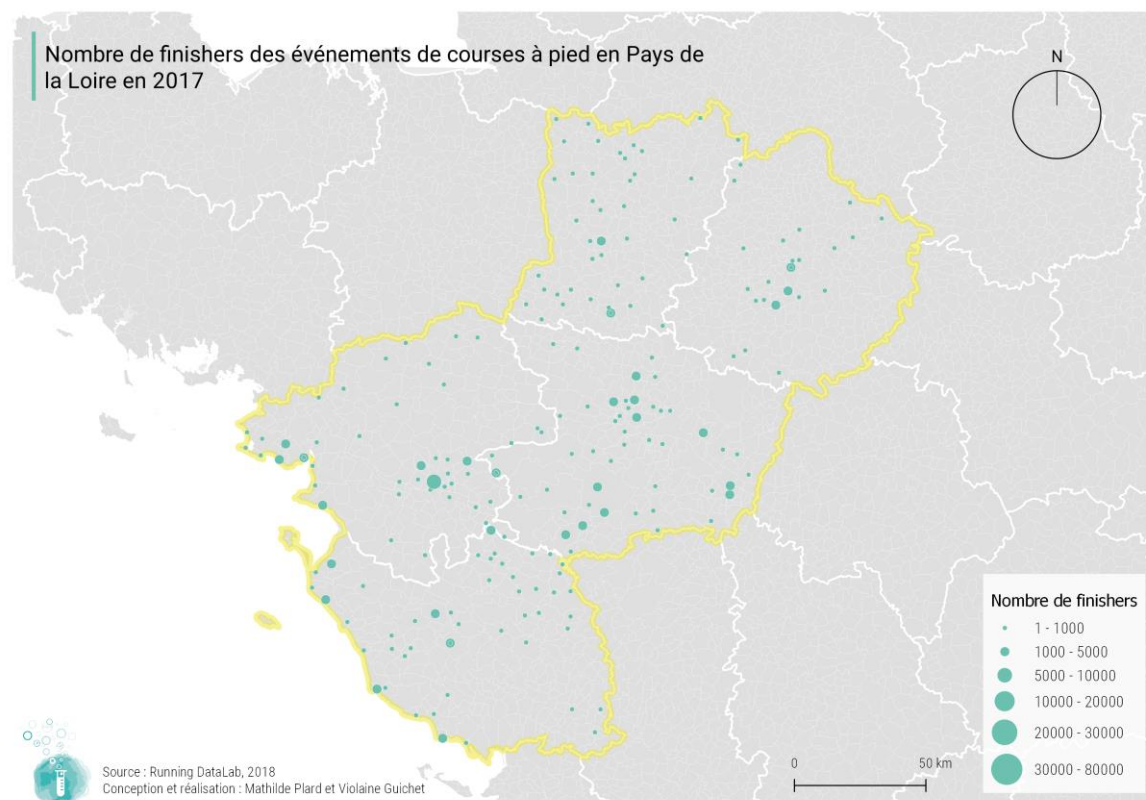 Nombre de finishers des événements de courses à pied en Pays de
la Loire en 2017
N
Nombre de finishers
1 - 1000
1000 - 5000
5000 - 10000
10000 - 20000
20000 - 30000
30000 - 80000
0 50 km
Source : Running DataLab, 2018
Conception et réalisation : Mathilde Plard et Violaine Guichet